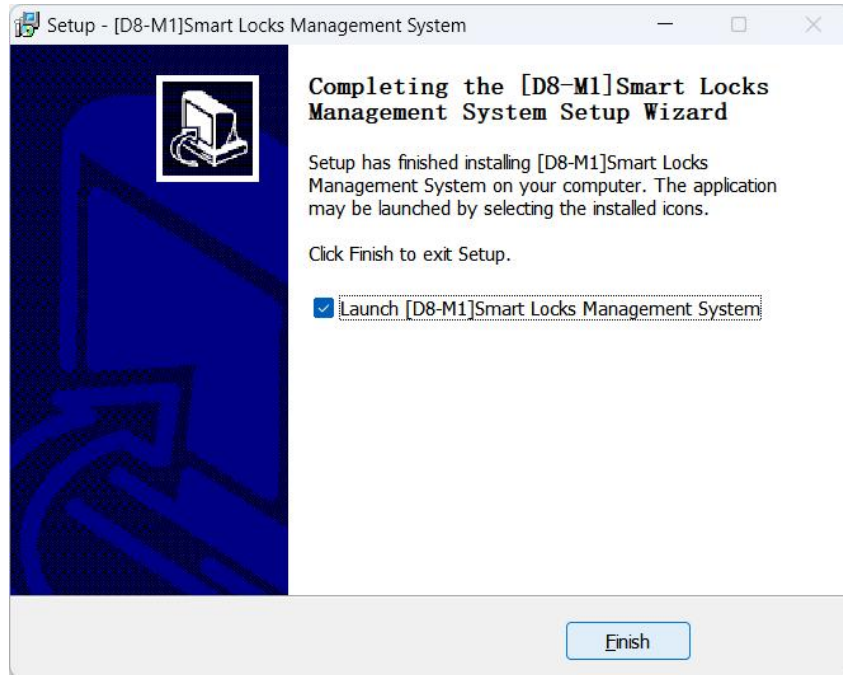 Setup - [D8-M1]Smart Locks Management System
Completing the [D8-M1]Smart Locks
Management System Setup Wizard
Setup has finished installing [D8-M1]Smart Locks
Management System on your computer. The application
may be launched by selecting the installed icons.
Click Finish to exit Setup.
Launch [D8-M1]Smart Locks Management System
Finish